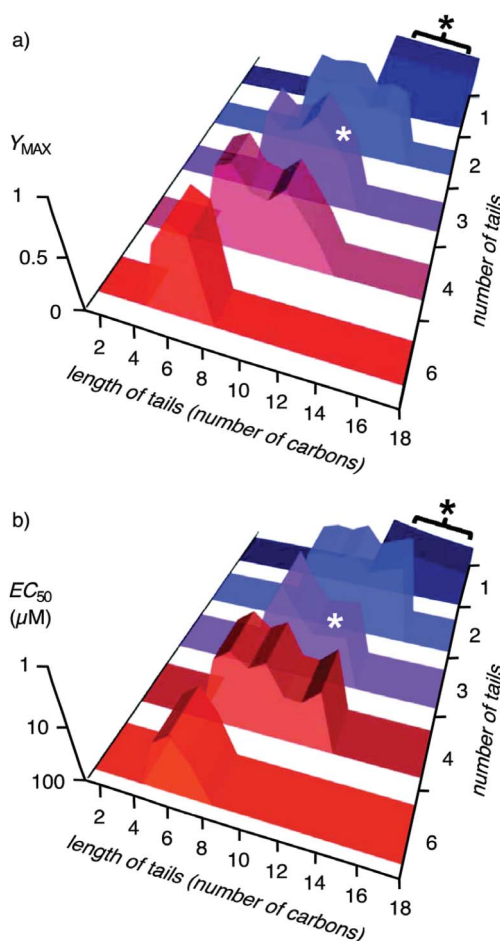 a)
*
Y MAX
1
0.5
0
*
1
2
3
4
6
number of tails
2 4 6 8 10 12 14 16 18
length of tails (number of carbons)
b)
*
EC50
(µM)
1
10
100
*
1
2
3
4
6
number of tails
2 4 6 8 10 12 14 16 18
length of tails (number of carbons)